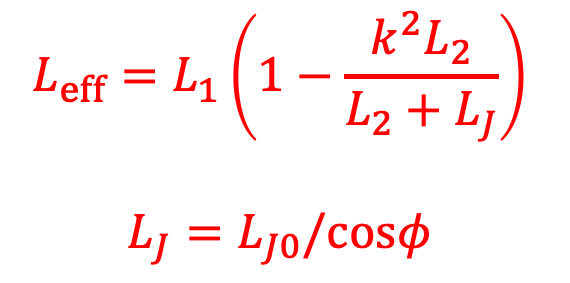 L_eff = L_1 (1 − k^2 L_2 / (L_2 + L_J))
L_J = L_J0/cosϕ